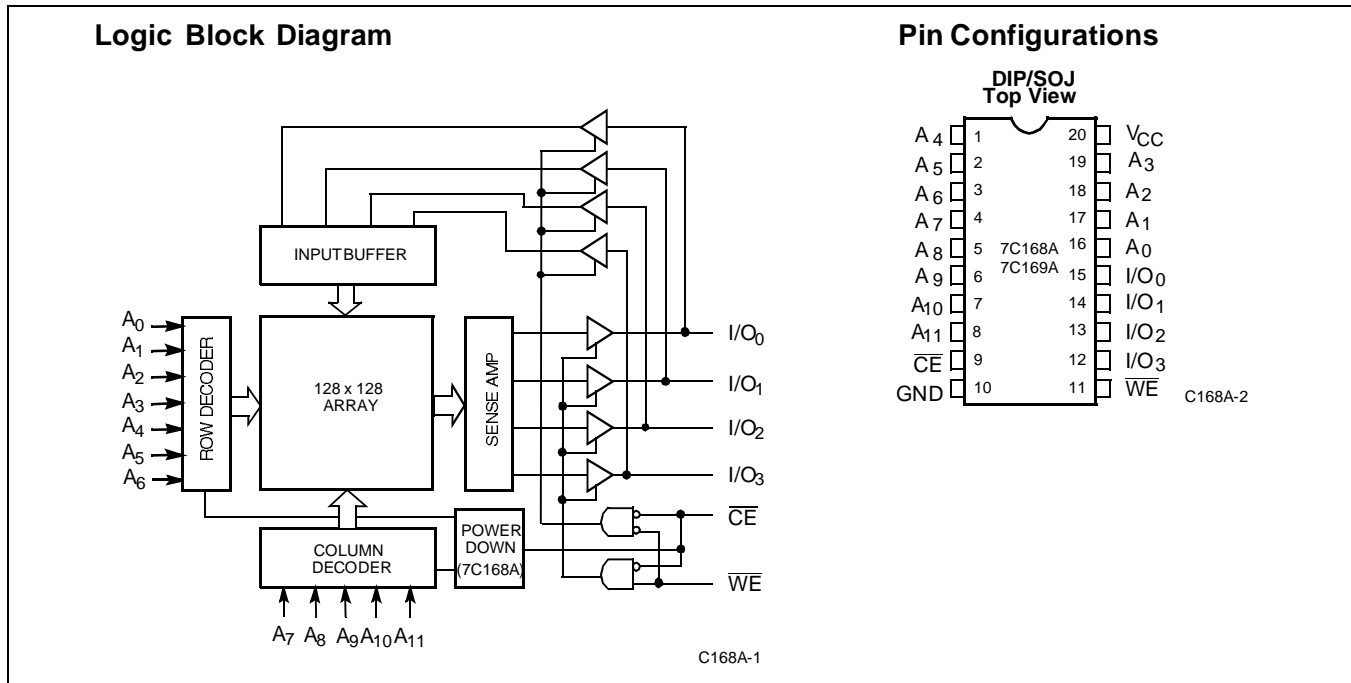 Logic Block Diagram
INPUT BUFFER
A0
A1
A2
A3
A4
A5
A6
ROW DECODER
128 x 128
ARRAY
SENSE AMP
I/O0
I/O1
I/O2
I/O3
CE
WE
COLUMN
DECODER
POWER
DOWN
(7C168A)
A7 A8 A9 A10 A11
C168A-1
Pin Configurations
DIP/SOJ
Top View
A4 1 20 VCC
A5 2 19 A3
A6 3 18 A2
A7 4 17 A1
A8 5 7C168A 16 A0
A9 6 7C169A 15 I/O0
A10 7 14 I/O1
A11 8 13 I/O2
CE 9 12 I/O3
GND 10 11 WE
C168A-2